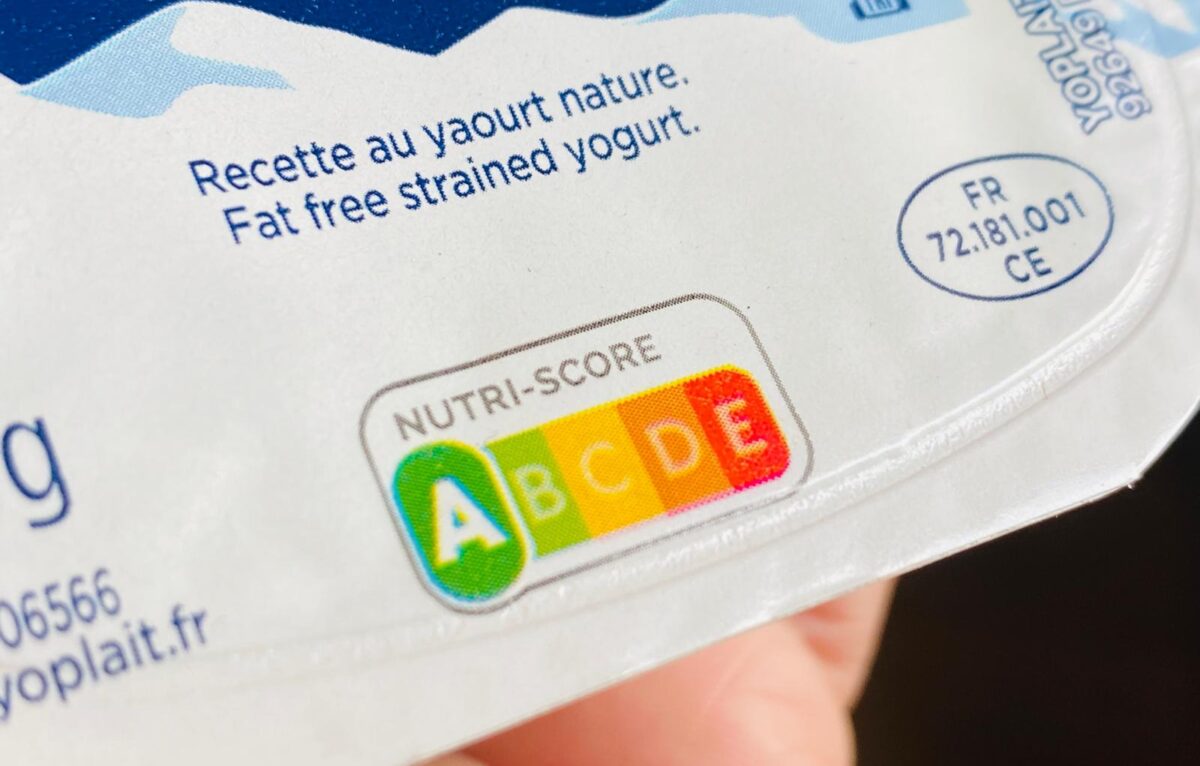 Recette au yaourt nature.
Fat free strained yogurt.
YOPLAIT
FR
72.181.001
CE
NUTRI-SCORE
A B C D E
g
06566
yoplait.fr